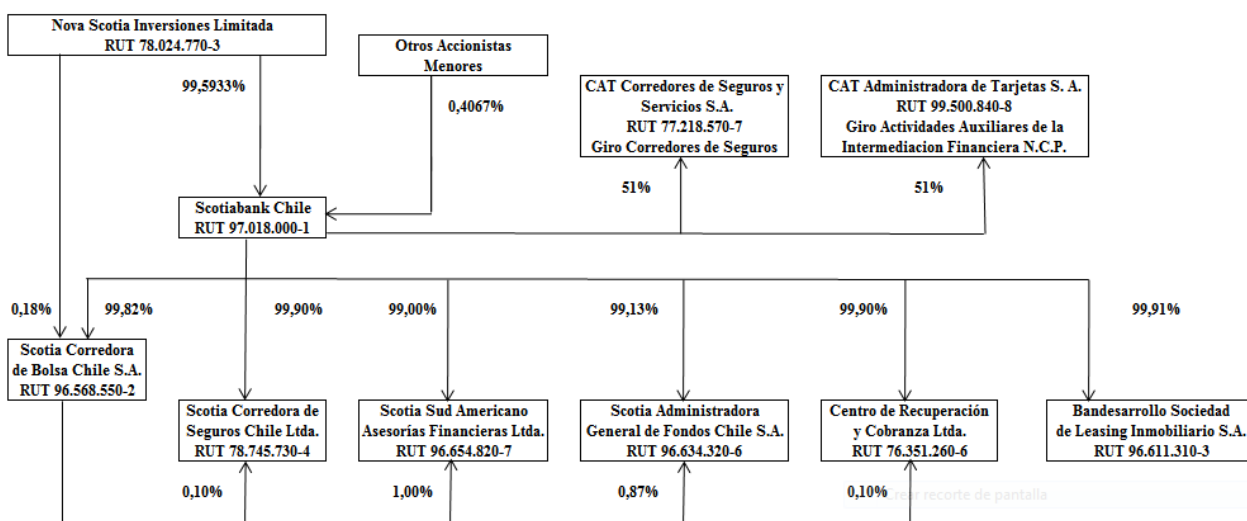 Nova Scotia Inversiones Limitada
RUT 78.024.770-3
Otros Accionistas
Menores
99,5933%
0,4067%
CAT Corredores de Seguros y
Servicios S.A.
RUT 77.218.570-7
Giro Corredores de Seguros
CAT Administradora de Tarjetas S. A.
RUT 99.500.840-8
Giro Actividades Auxiliares de la
Intermediacion Financiera N.C.P.
51%
51%
Scotiabank Chile
RUT 97.018.000-1
0,18%
99,82%
99,90%
99,00%
99,13%
99,90%
99,91%
Scotia Corredora
de Bolsa Chile S.A.
RUT 96.568.550-2
Scotia Corredora de
Seguros Chile Ltda.
RUT 78.745.730-4
Scotia Sud Americano
Asesorías Financieras Ltda.
RUT 96.654.820-7
Scotia Administradora
General de Fondos Chile S.A.
RUT 96.634.320-6
Centro de Recuperación
y Cobranza Ltda.
RUT 76.351.260-6
Bandesarrollo Sociedad
de Leasing Inmobiliario S.A.
RUT 96.611.310-3
0,10%
1,00%
0,87%
0,10%
Crear recorte de pantalla